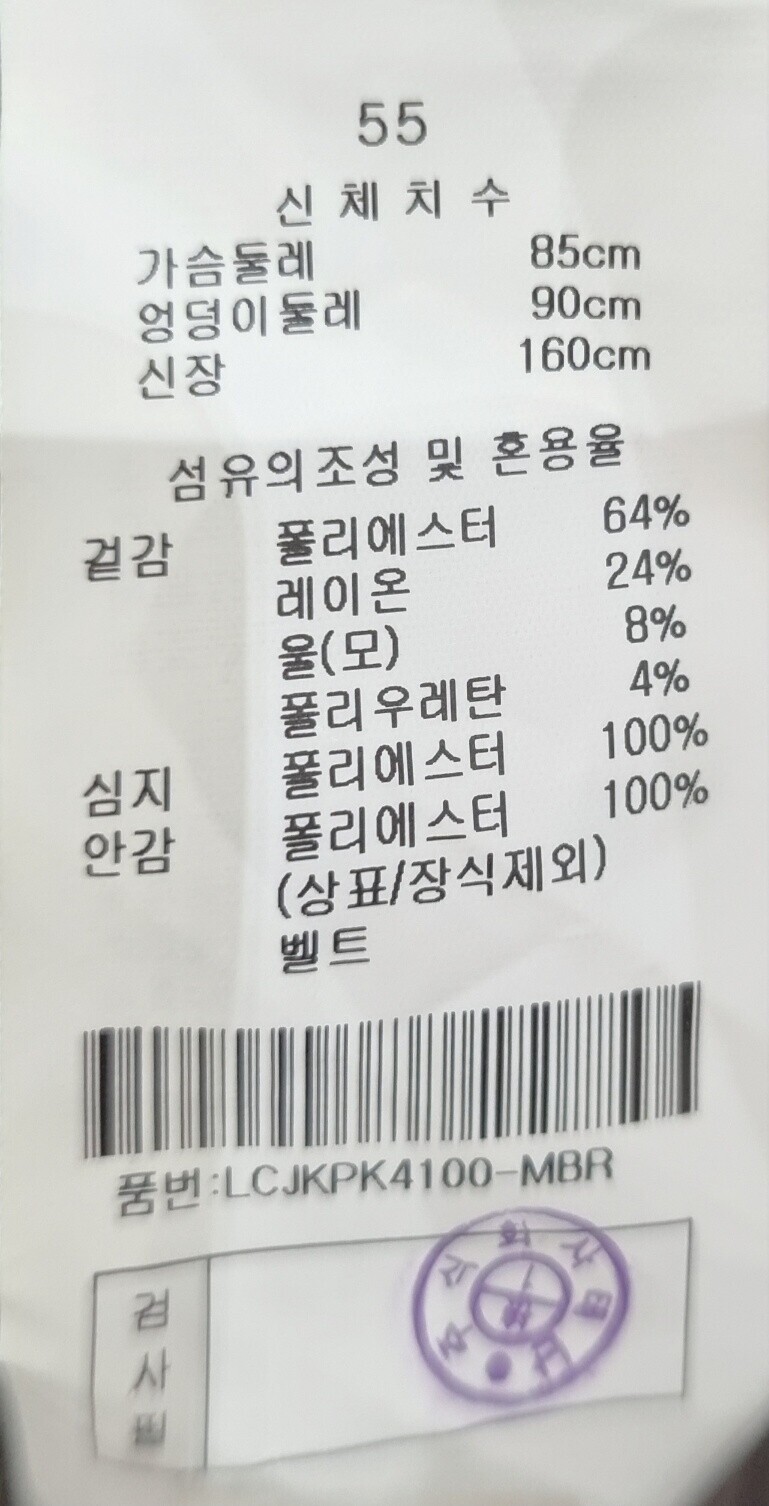 55
신체치수
가슴둘레 85cm
엉덩이둘레 90cm
신장 160cm
섬유의조성 및 혼용율
겉감 폴리에스터 64%
레이온 24%
울(모) 8%
폴리우레탄 4%
심지 폴리에스터 100%
안감 폴리에스터 100%
(상표/장식제외)
벨트
품번:LCJKPK4100-MBR
검
사
필